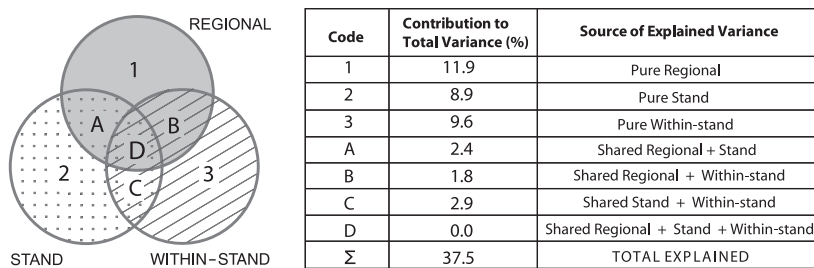 REGIONAL
1
A
B
D
2
C
3
STAND
WITHIN-STAND
Code Contribution to Total Variance (%) Source of Explained Variance
1 11.9 Pure Regional
2 8.9 Pure Stand
3 9.6 Pure Within-stand
A 2.4 Shared Regional + Stand
B 1.8 Shared Regional + Within-stand
C 2.9 Shared Stand + Within-stand
D 0.0 Shared Regional + Stand + Within-stand
Σ 37.5 TOTAL EXPLAINED